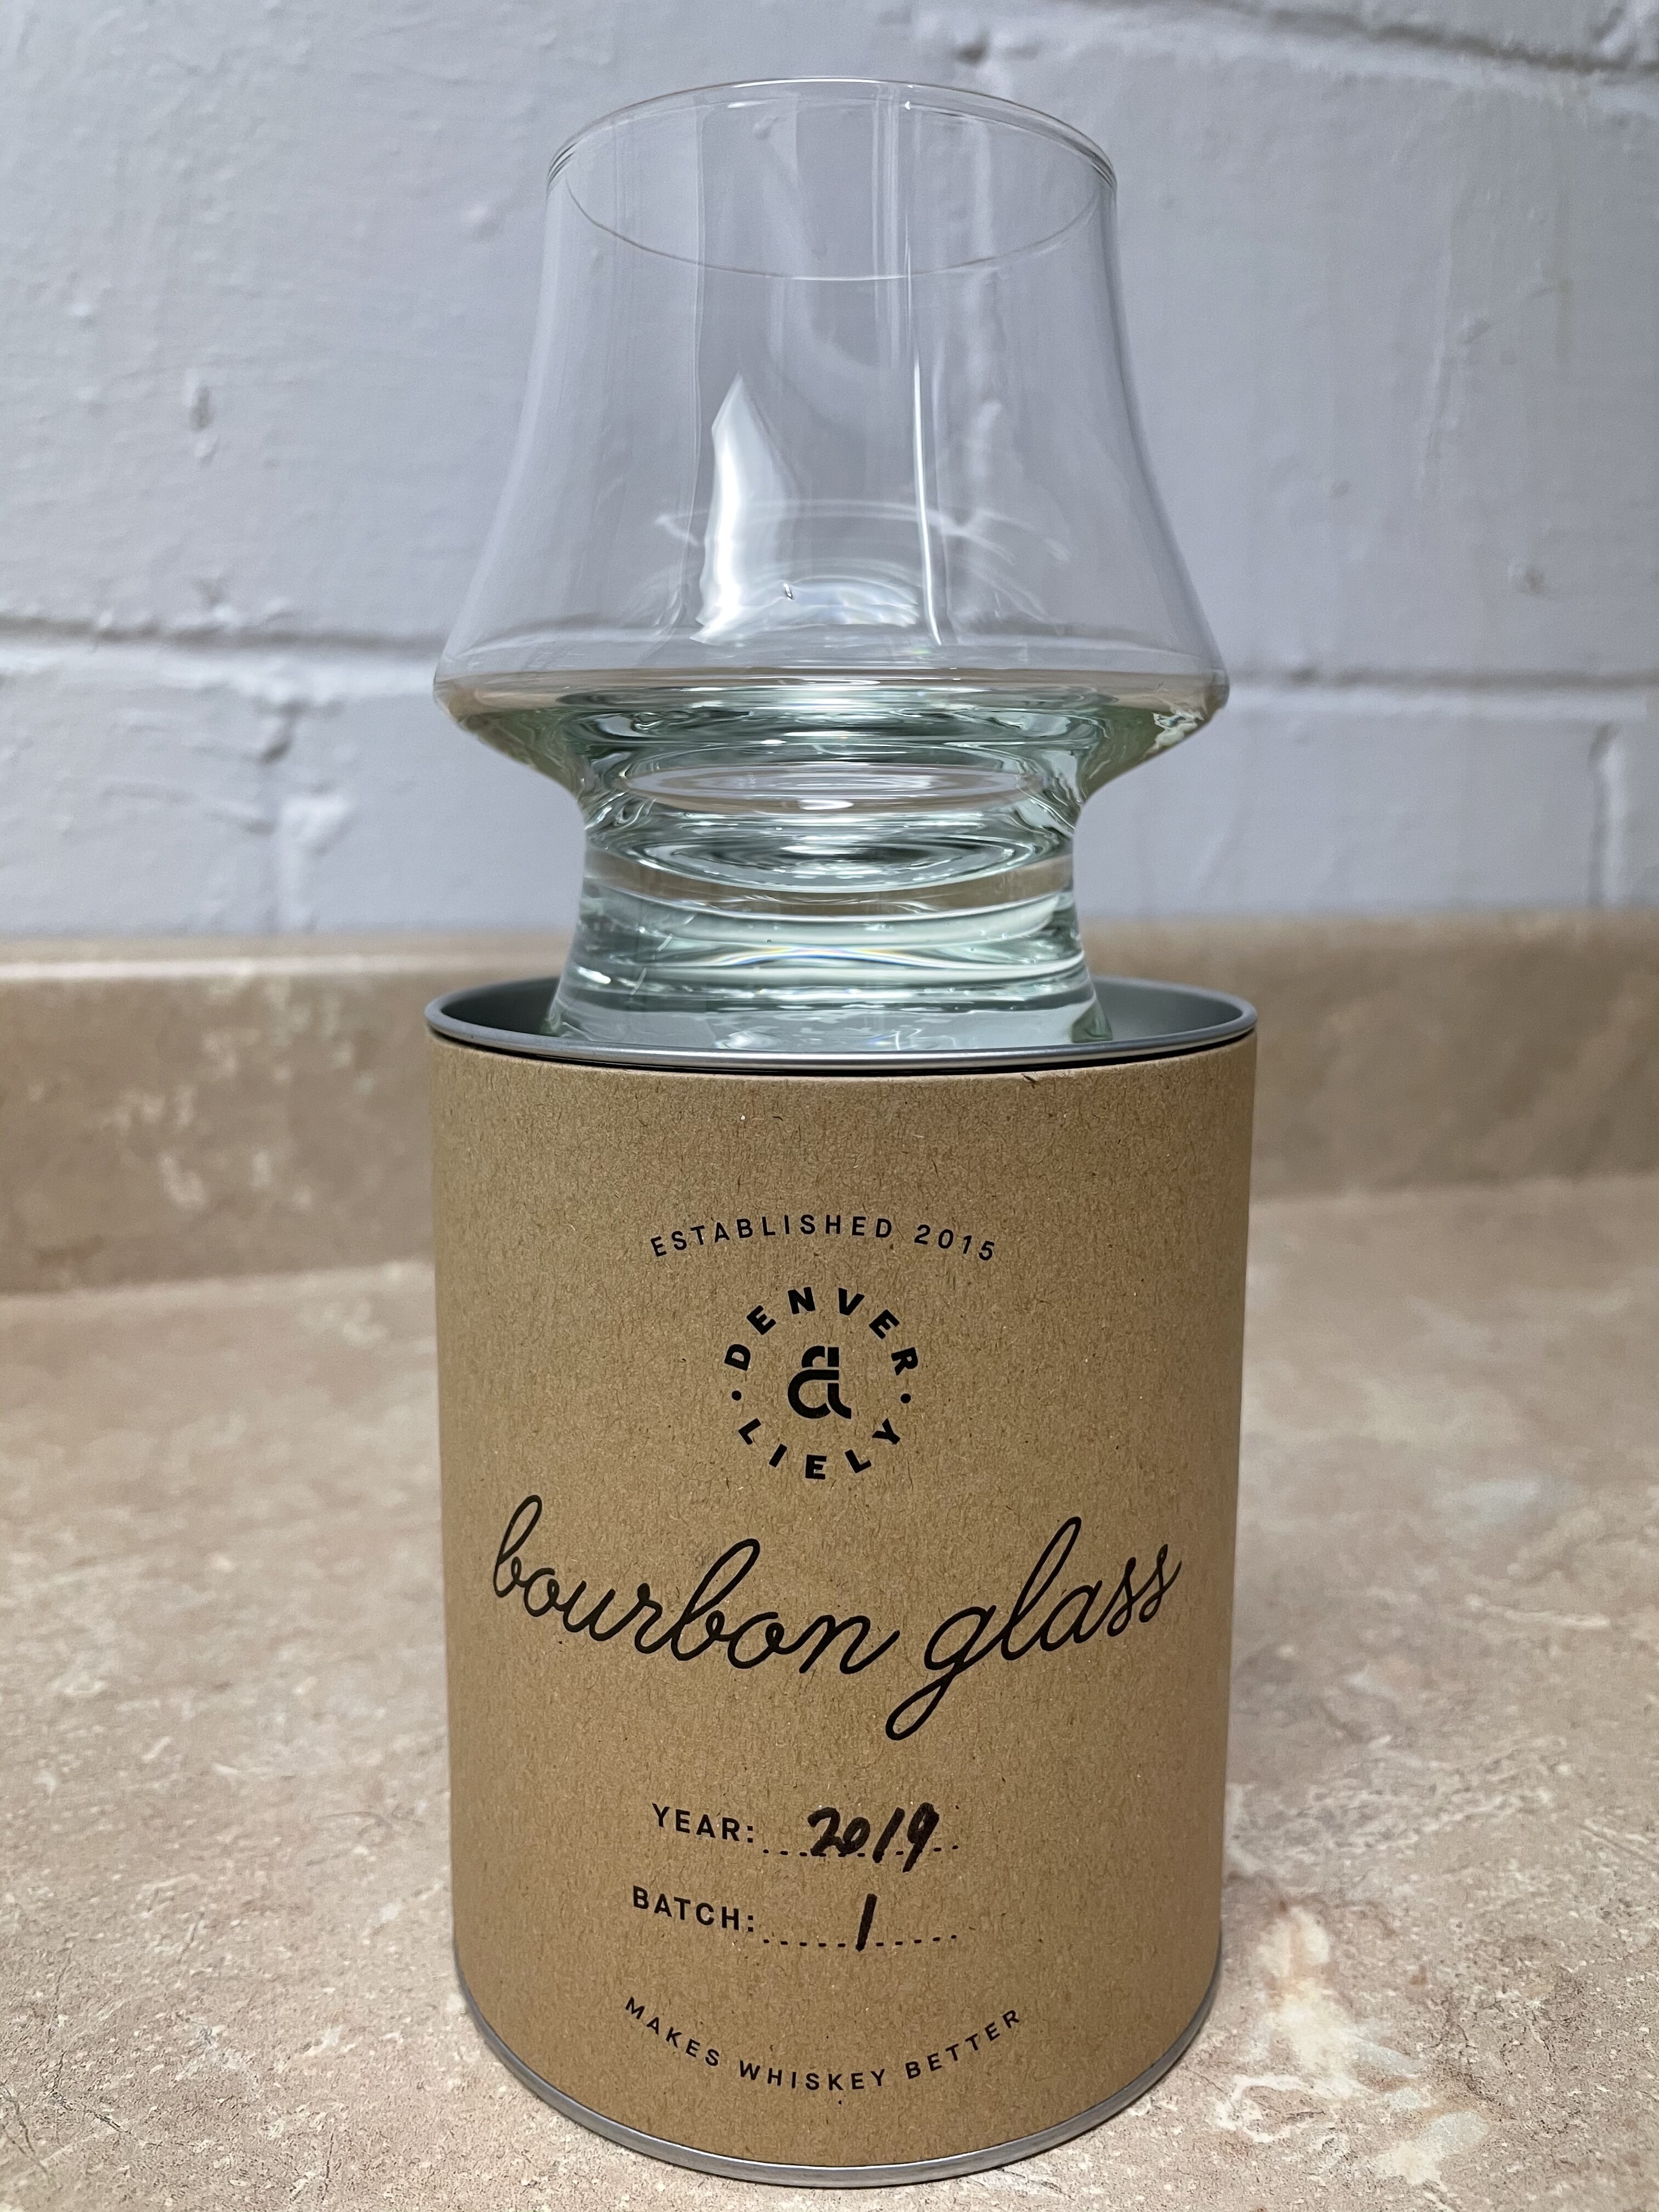 ESTABLISHED 2015
DENVER
LIELY
bourbon glass
YEAR: 2019
BATCH: 1
MAKES WHISKEY BETTER